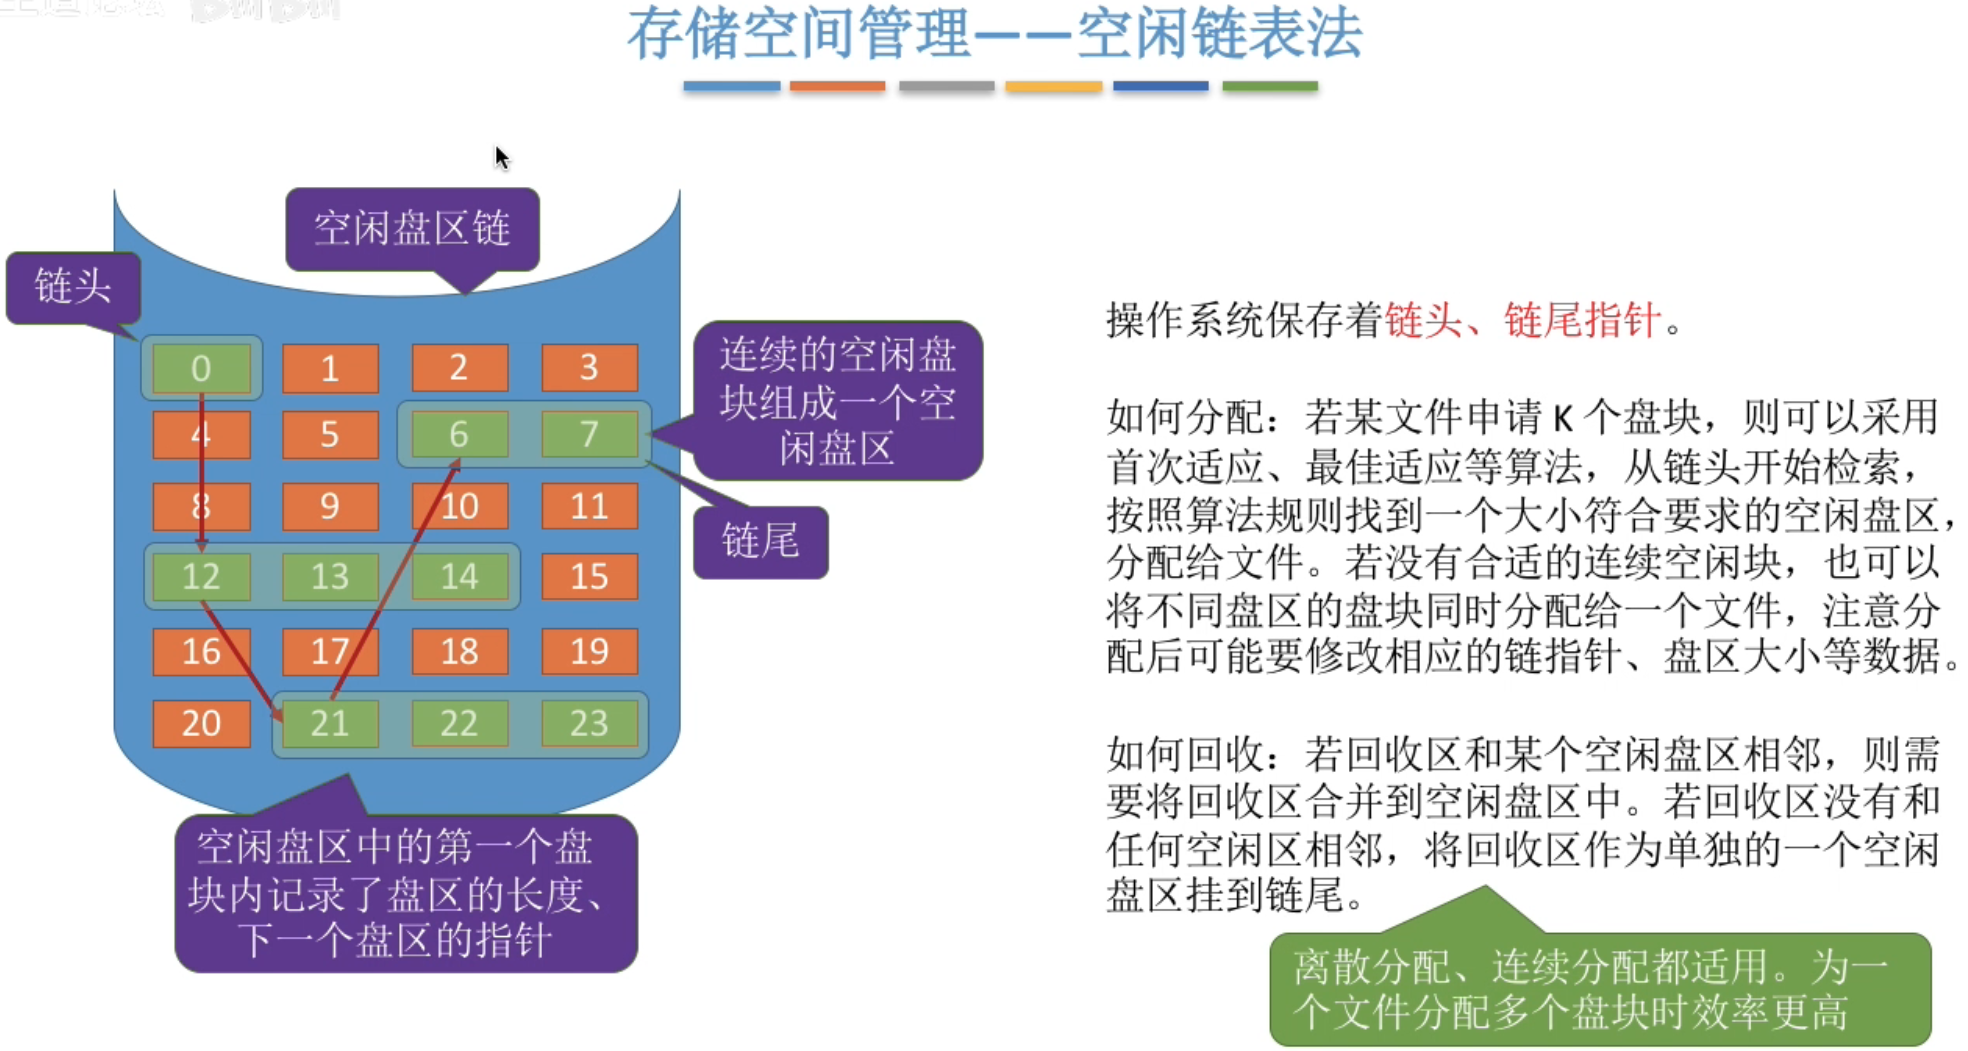 存储空间管理——空闲链表法
空闲盘区链
链头
0 1 2 3
4 5 6 7
8 9 10 11
12 13 14 15
16 17 18 19
20 21 22 23
连续的空闲盘
块组成一个空
闲盘区
链尾
空闲盘区中的第一个盘
块内记录了盘区的长度、
下一个盘区的指针
操作系统保存着链头、链尾指针。
如何分配：若某文件申请 K 个盘块，则可以采用
首次适应、最佳适应等算法，从链头开始检索，
按照算法规则找到一个大小符合要求的空闲盘区，
分配给文件。若没有合适的连续空闲块，也可以
将不同盘区的盘块同时分配给一个文件，注意分
配后可能要修改相应的链指针、盘区大小等数据。
如何回收：若回收区和某个空闲盘区相邻，则需
要将回收区合并到空闲盘区中。若回收区没有和
任何空闲区相邻，将回收区作为单独的一个空闲
盘区挂到链尾。
离散分配、连续分配都适用。为一
个文件分配多个盘块时效率更高